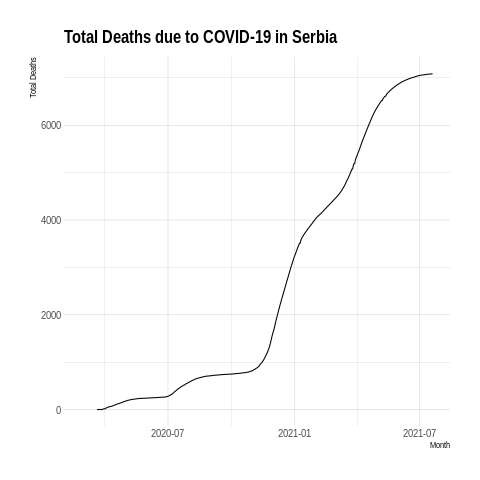 Total Deaths due to COVID-19 in Serbia
Total Deaths
6000
4000
2000
0
2020-07
2021-01
2021-07
Month